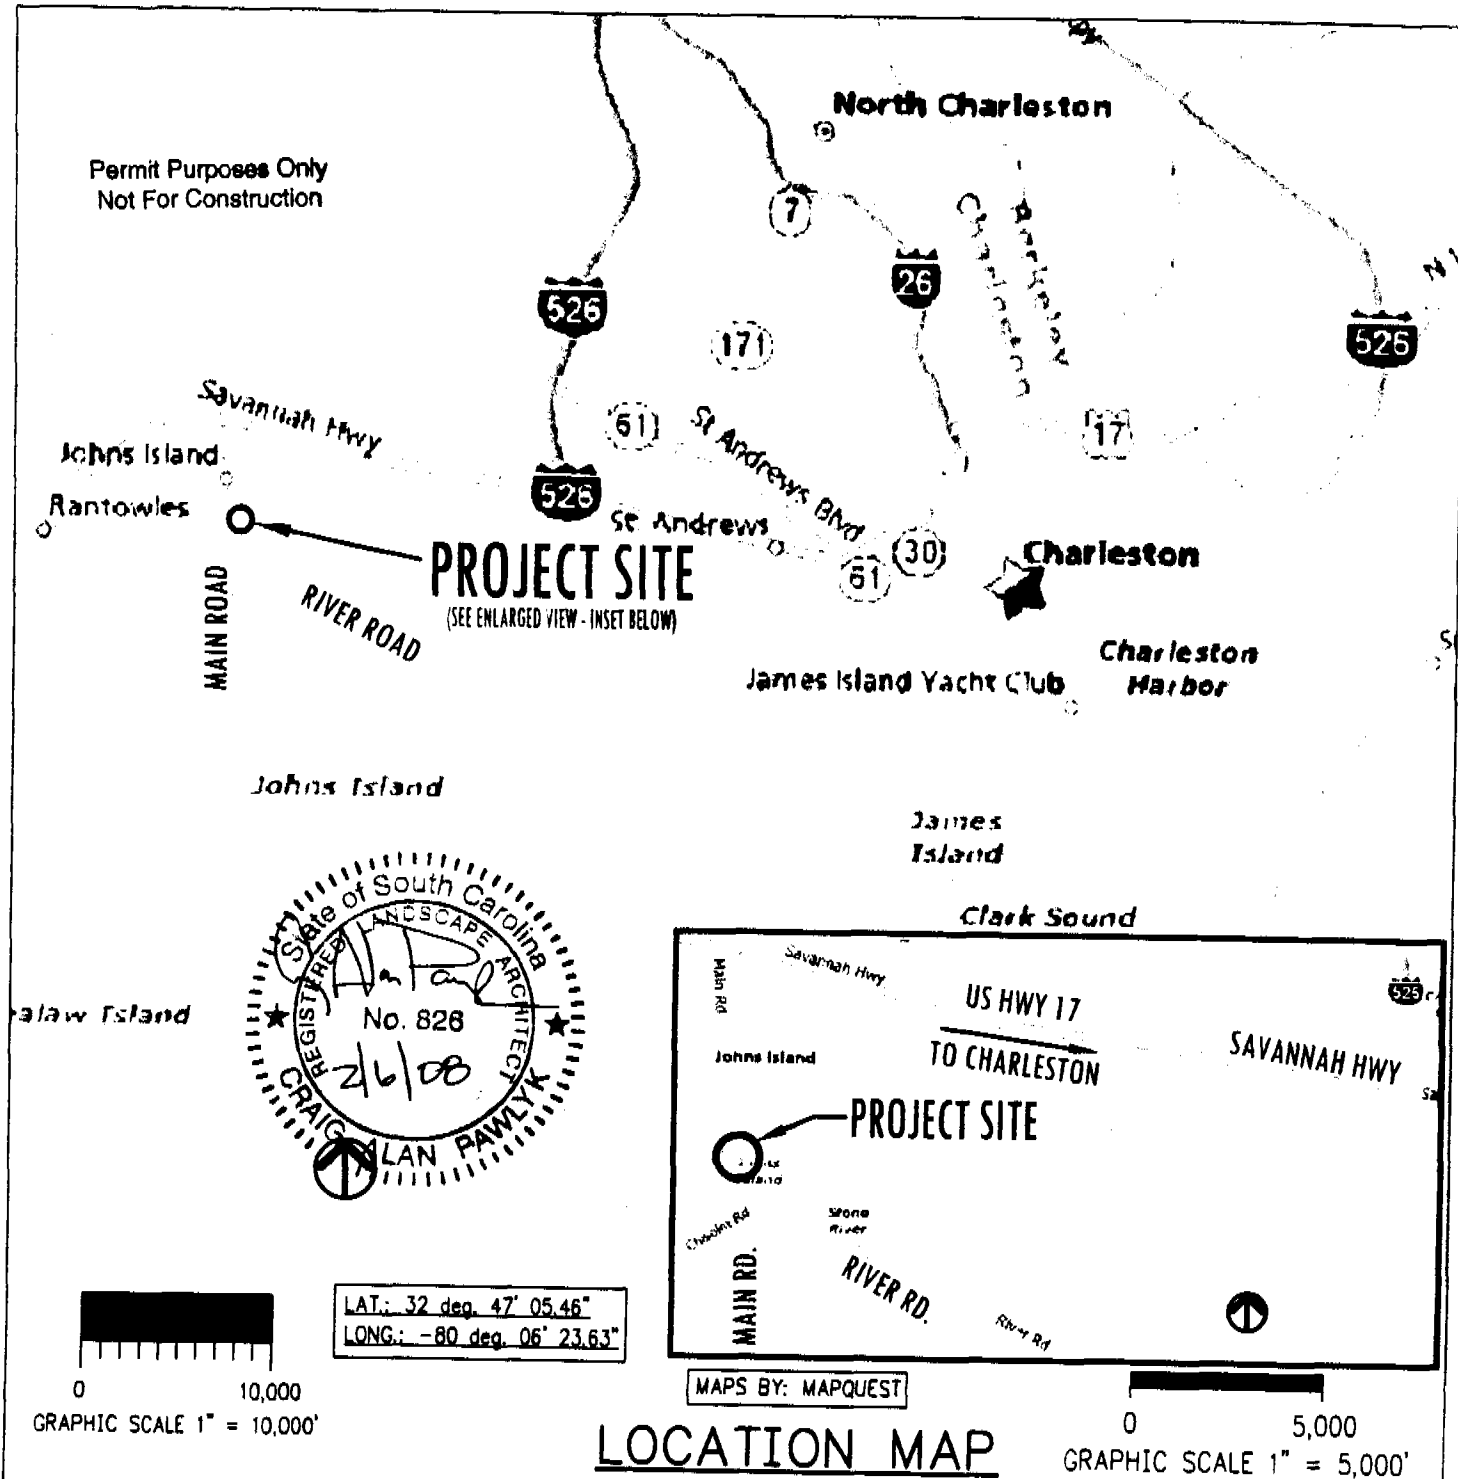 North Charleston
Permit Purposes Only
Not For Construction
7
26
Berkeley
Charleston
526
526
171
Savannah Hwy
61
St Andrews Blvd
17
Johns Island
Rantowles
526
St Andrews
30
61
Charleston
PROJECT SITE
(SEE ENLARGED VIEW - INSET BELOW)
MAIN ROAD
RIVER ROAD
Charleston
Harbor
James Island Yacht Club
Johns Island
James
Island
Clark Sound
State of South Carolina
REGISTERED LANDSCAPE ARCHITECT
No. 826
2/6/08
CRAIG ALAN PAWLYK
alaw Island
Main Rd
Savannah Hwy
US HWY 17
TO CHARLESTON
SAVANNAH HWY
Johns Island
PROJECT SITE
Stono
River
MAIN RD.
RIVER RD.
River Rd
LAT.: 32 deg. 47' 05.46"
LONG.: -80 deg. 06' 23.63"
0 10,000
GRAPHIC SCALE 1" = 10,000'
MAPS BY: MAPQUEST
LOCATION MAP
0 5,000
GRAPHIC SCALE 1" = 5,000'